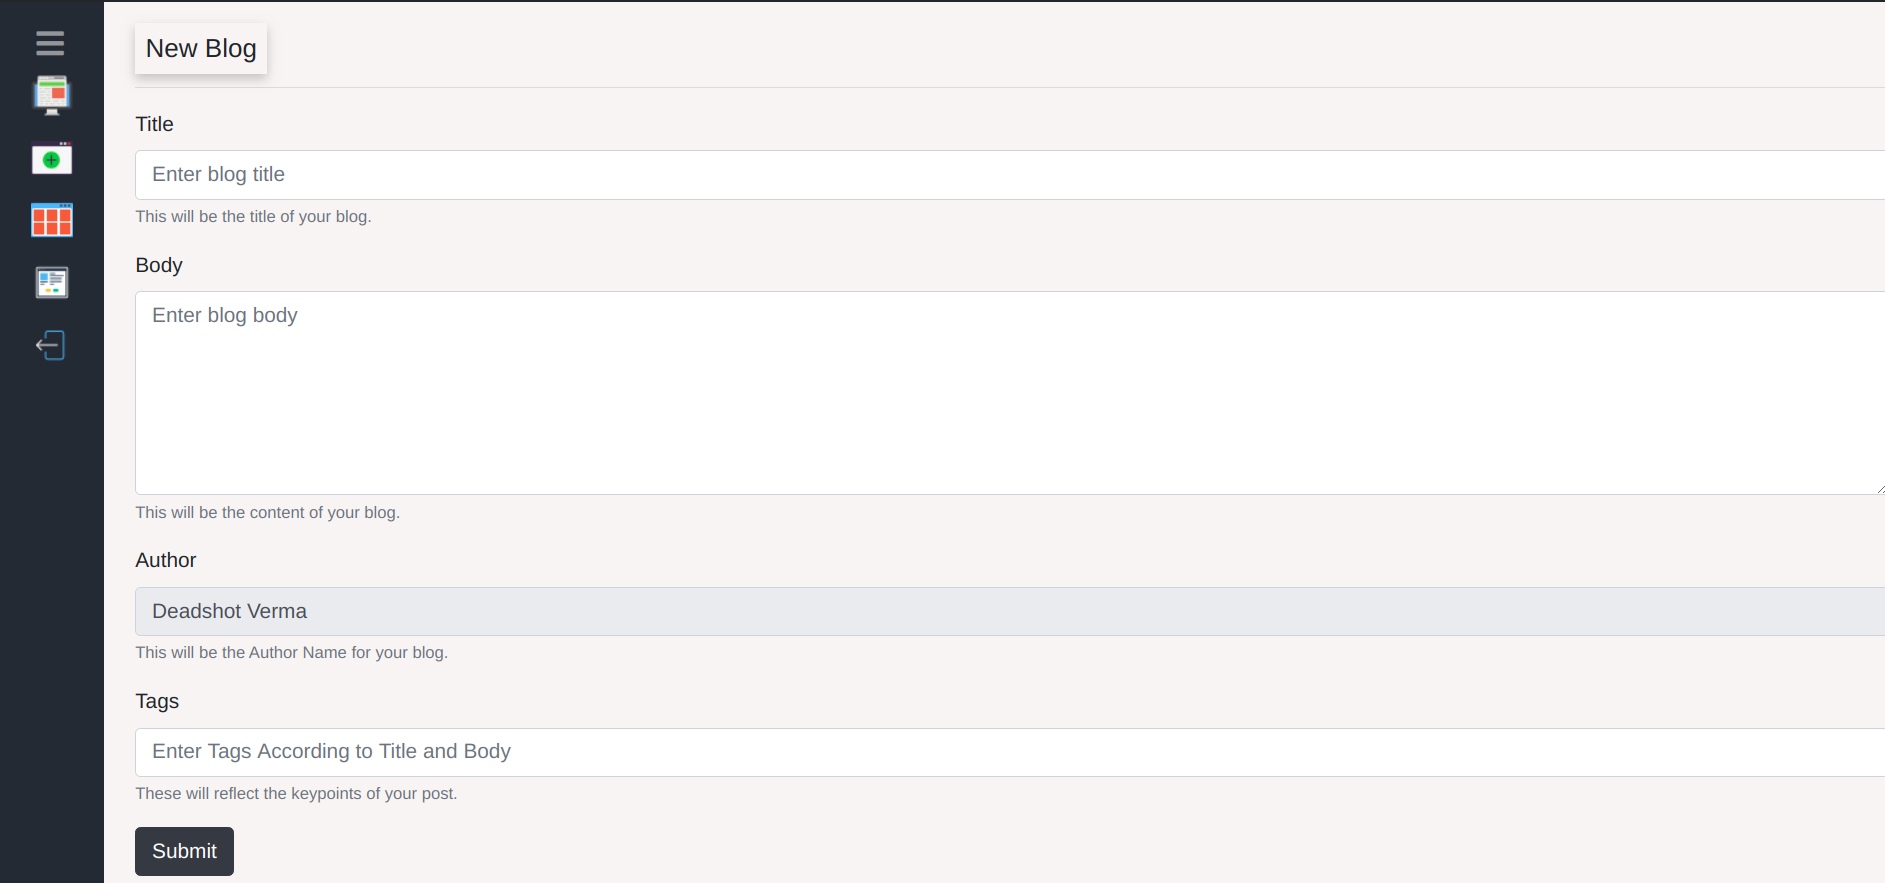 New Blog
Title
Enter blog title
This will be the title of your blog.
Body
Enter blog body
This will be the content of your blog.
Author
Deadshot Verma
This will be the Author Name for your blog.
Tags
Enter Tags According to Title and Body
These will reflect the keypoints of your post.
Submit